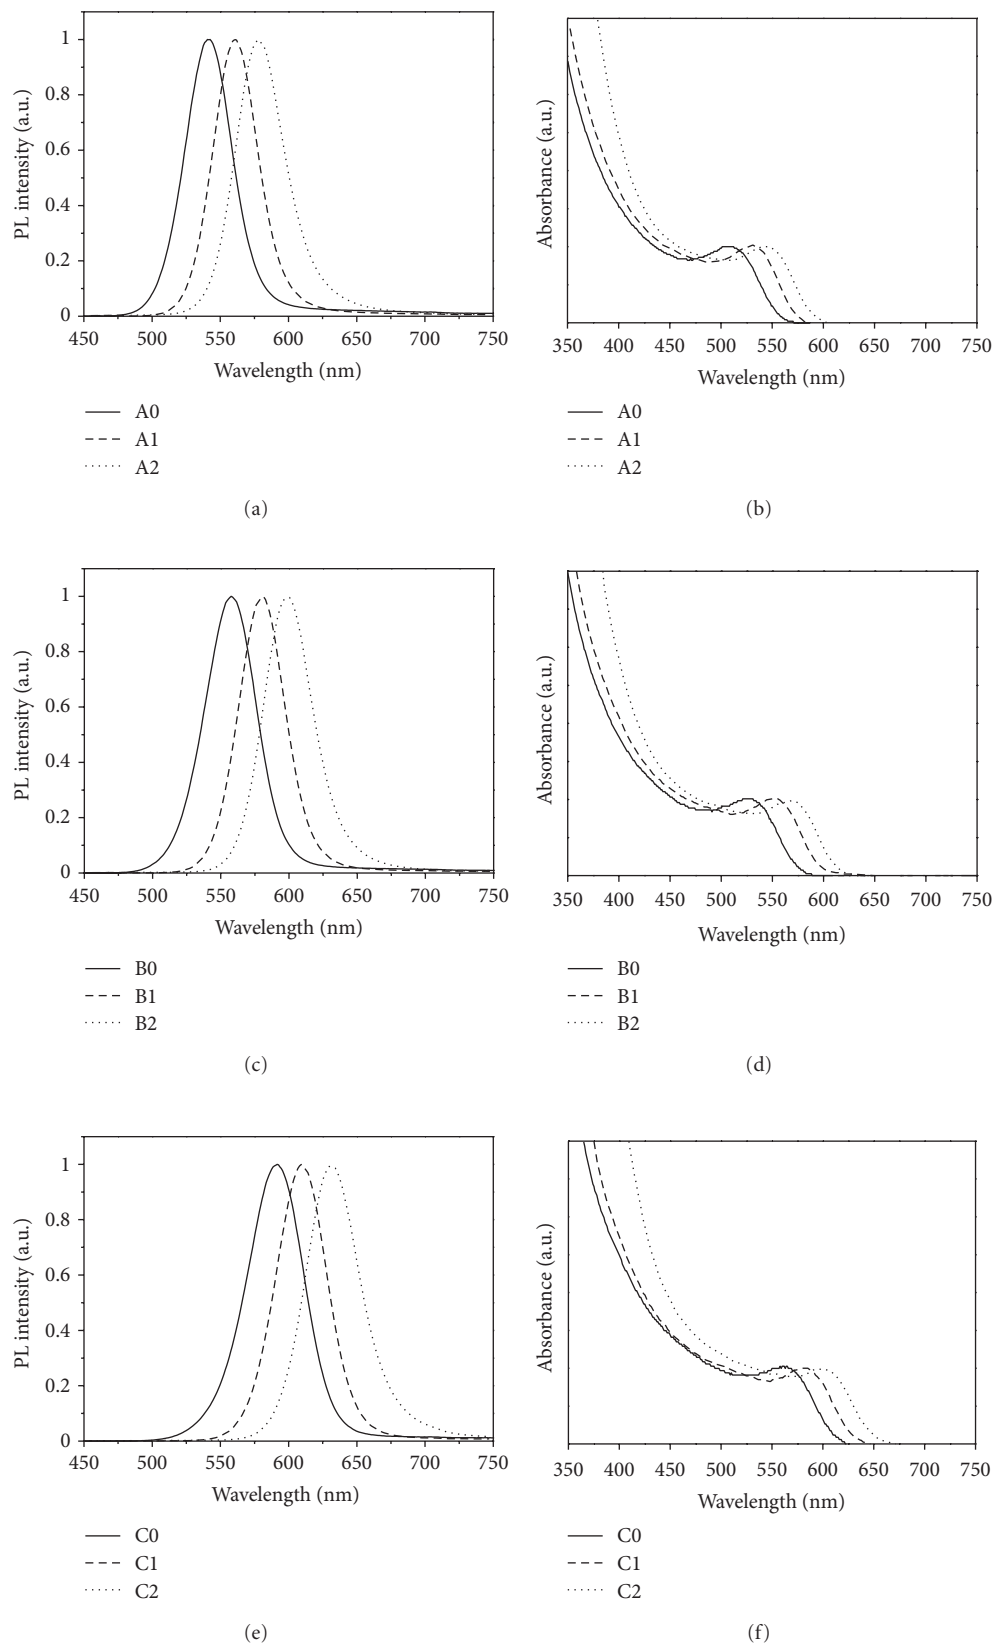 PL intensity (a.u.)
1
0.8
0.6
0.4
0.2
0
450 500 550 600 650 700 750
Wavelength (nm)
A0
A1
A2
(a)
Absorbance (a.u.)
350 400 450 500 550 600 650 700 750
Wavelength (nm)
A0
A1
A2
(b)
PL intensity (a.u.)
1
0.8
0.6
0.4
0.2
0
450 500 550 600 650 700 750
Wavelength (nm)
B0
B1
B2
(c)
Absorbance (a.u.)
350 400 450 500 550 600 650 700 750
Wavelength (nm)
B0
B1
B2
(d)
PL intensity (a.u.)
1
0.8
0.6
0.4
0.2
0
450 500 550 600 650 700 750
Wavelength (nm)
C0
C1
C2
(e)
Absorbance (a.u.)
350 400 450 500 550 600 650 700 750
Wavelength (nm)
C0
C1
C2
(f)